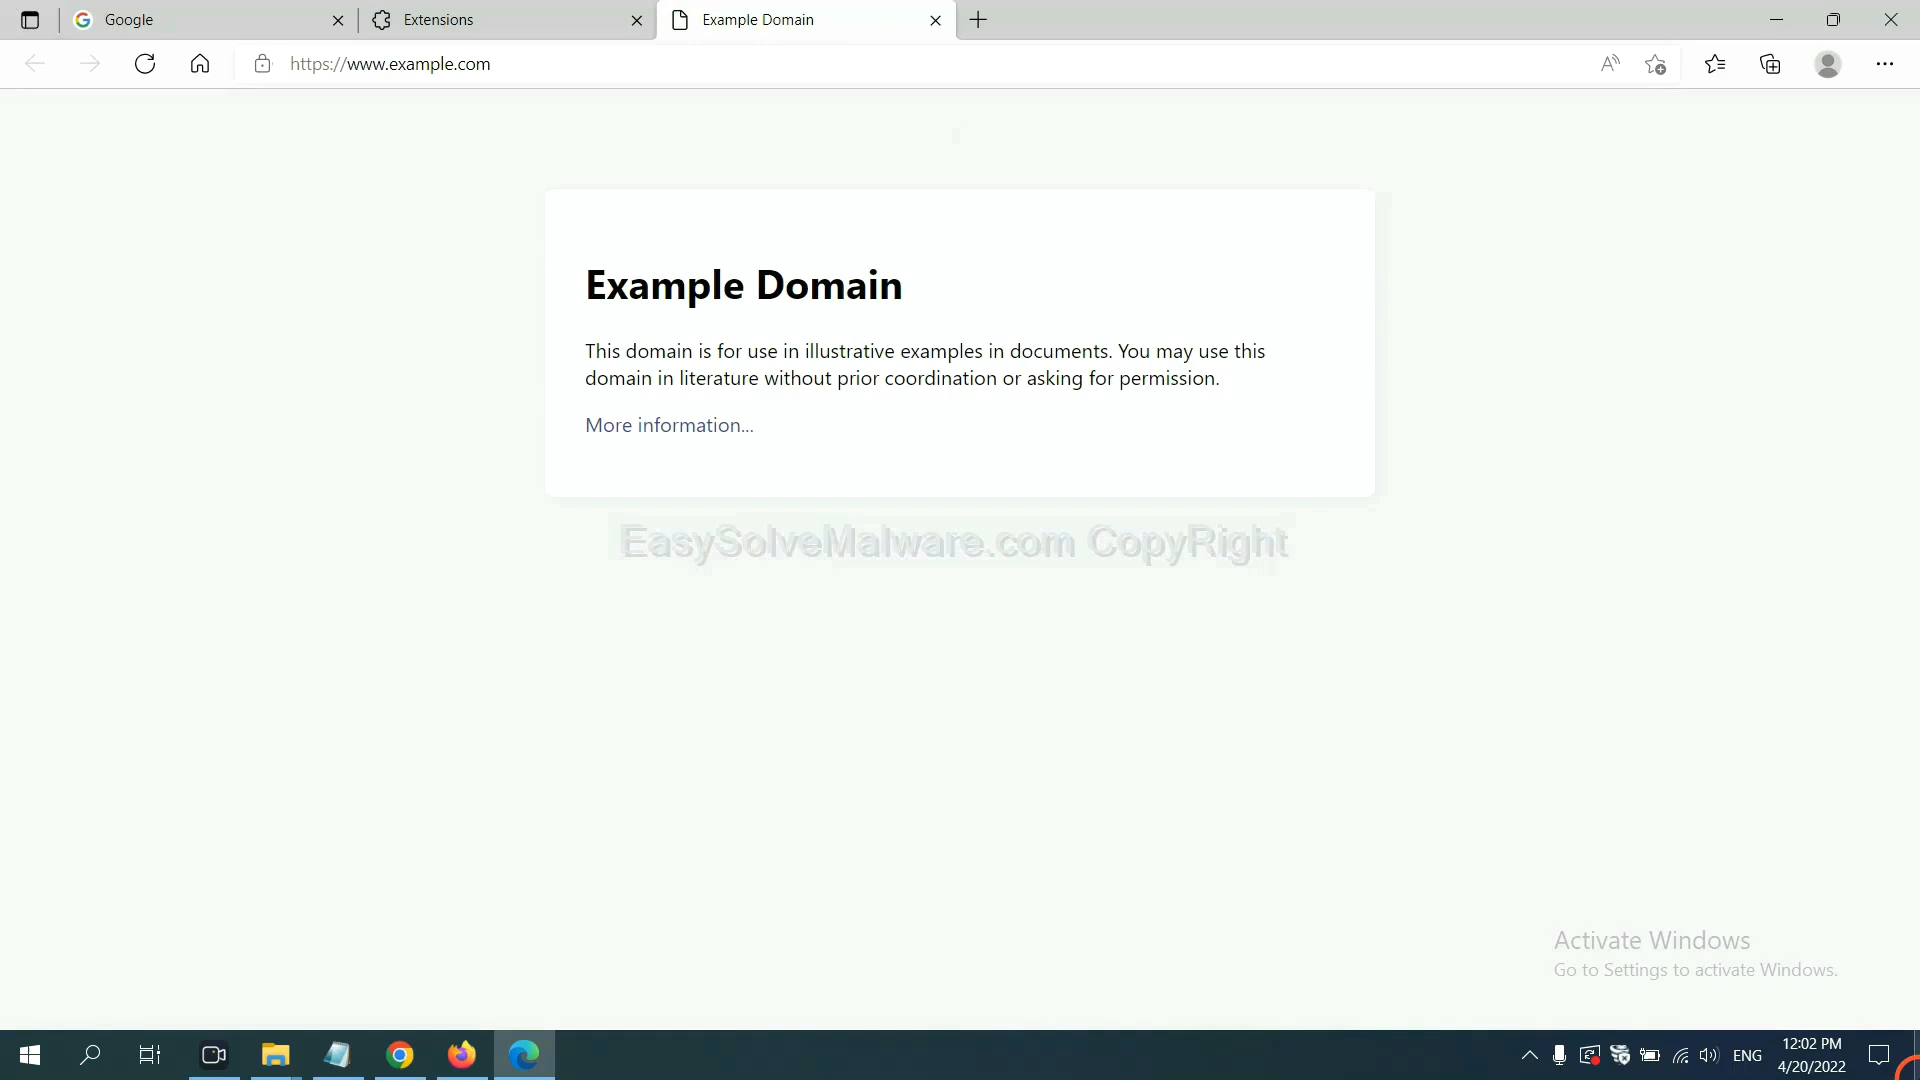 Google
Extensions
Example Domain
https://www.example.com
Example Domain
This domain is for use in illustrative examples in documents. You may use this
domain in literature without prior coordination or asking for permission.
More information...
EasySolveMalware.com CopyRight
Activate Windows
Go to Settings to activate Windows.
ENG
12:02 PM
4/20/2022